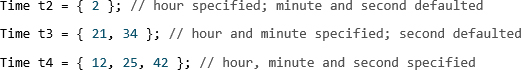 Time t2 = { 2 }; // hour specified; minute and second defaulted
Time t3 = { 21, 34 }; // hour and minute specified; second defaulted
Time t4 = { 12, 25, 42 }; // hour, minute and second specified